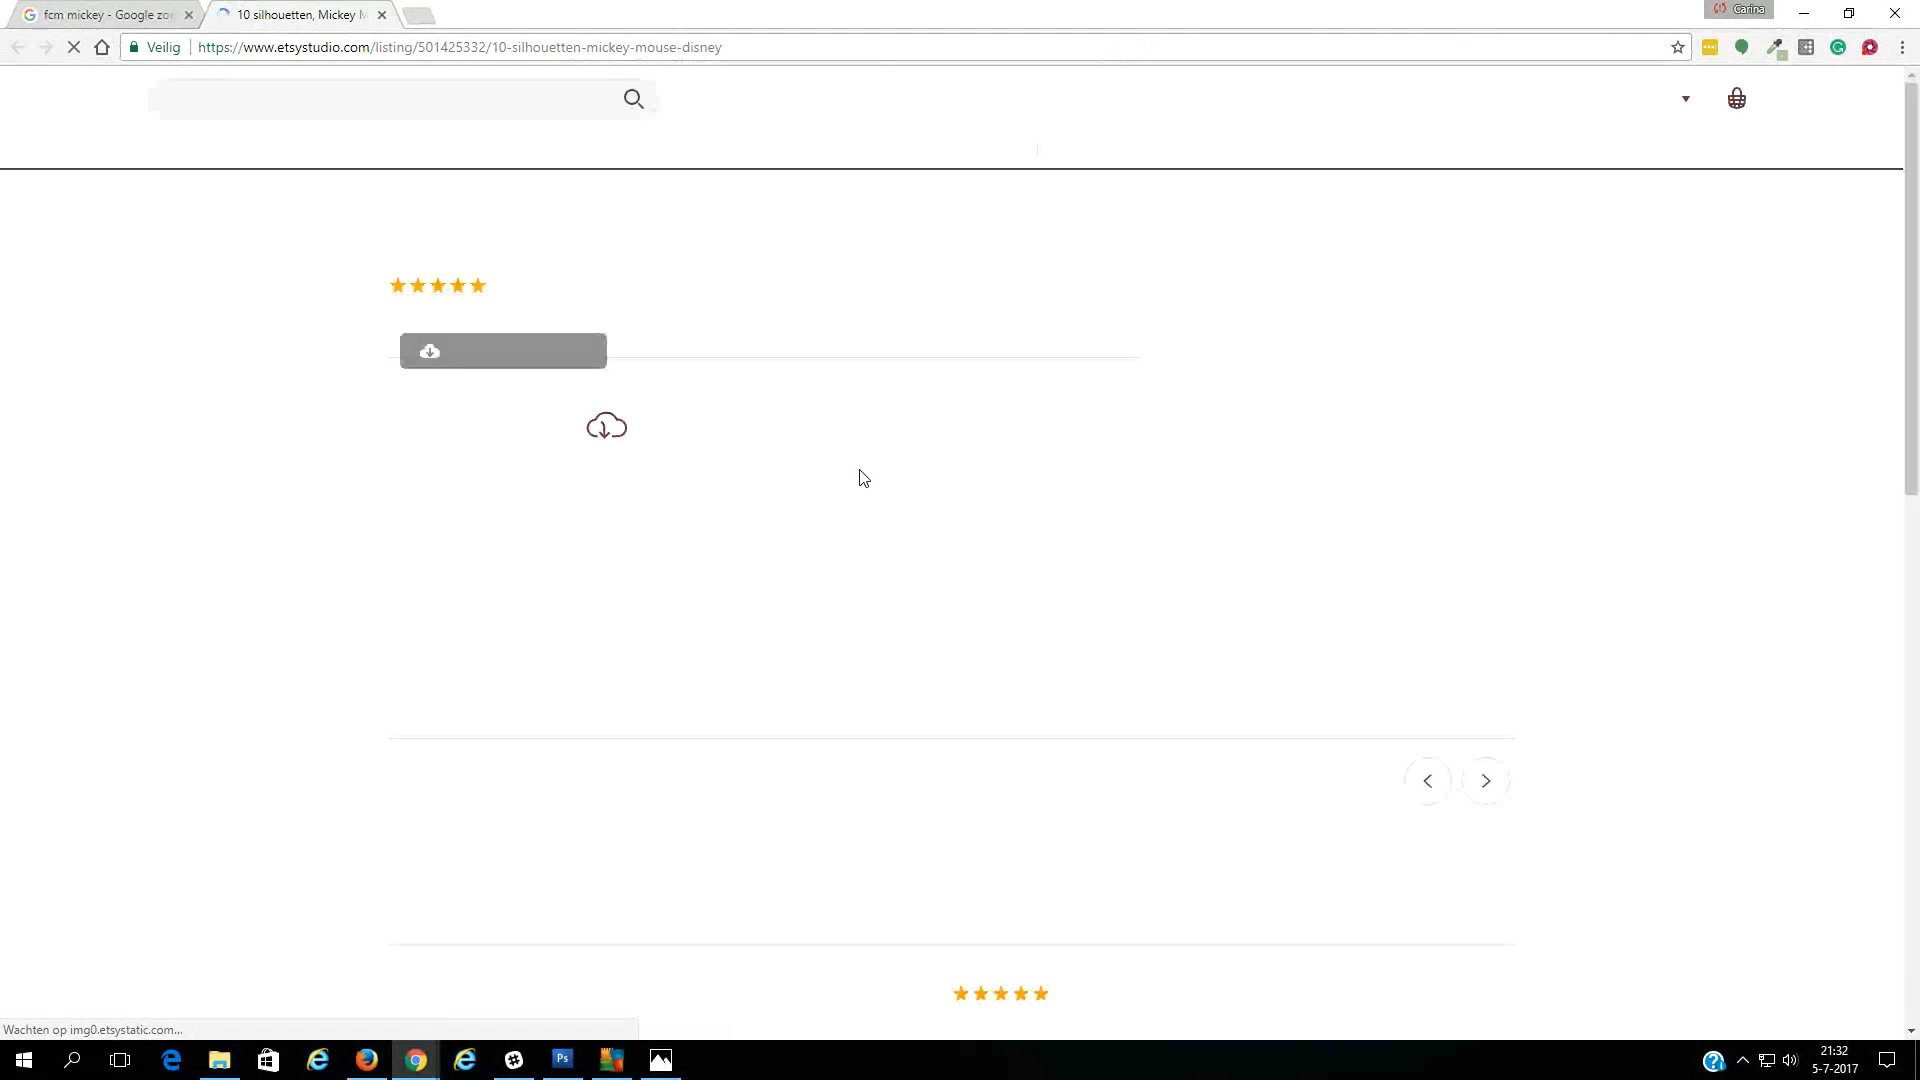 fcm mickey - Google zoe
10 silhouetten, Mickey M
Carina
Veilig
https://www.etsystudio.com/listing/501425332/10-silhouetten-mickey-mouse-disney
Wachten op img0.etsystatic.com...
Ps
21:32
5-7-2017